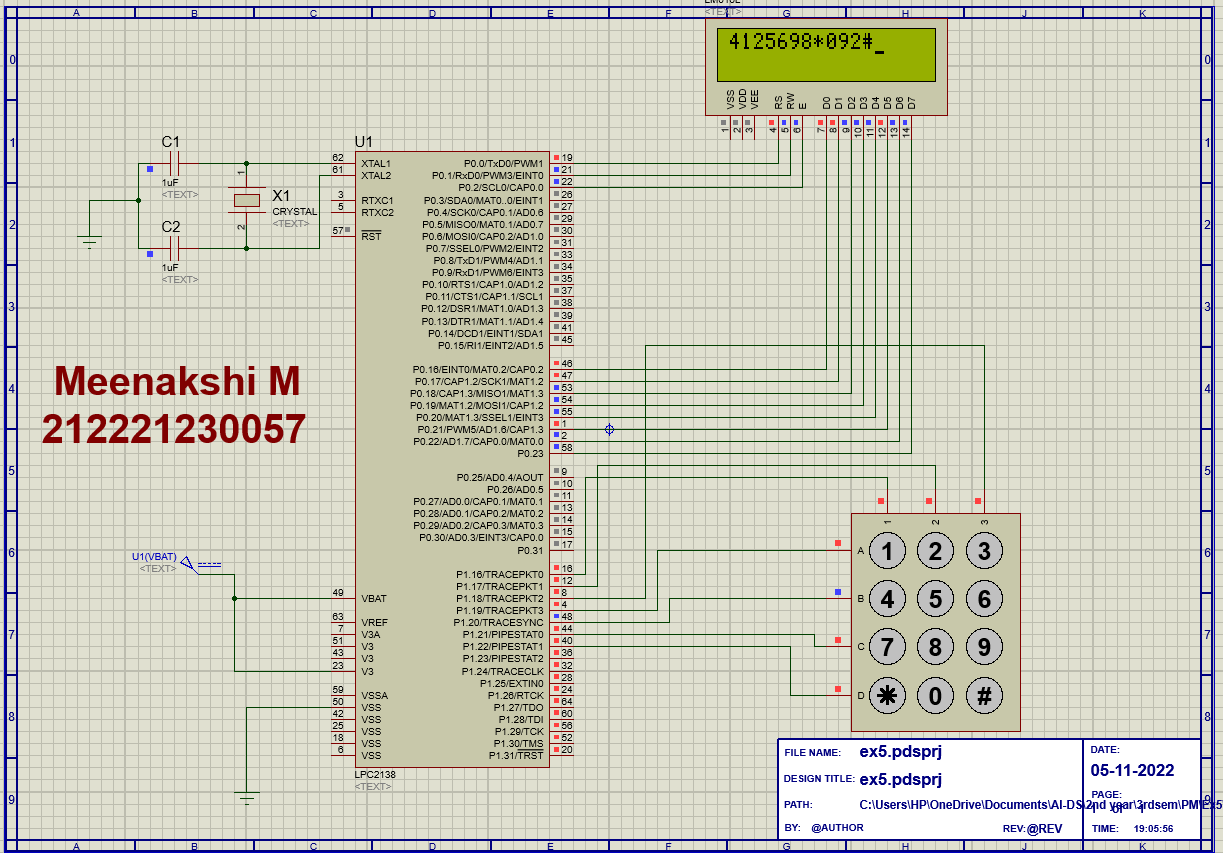 A B C D E F G H J K
<TEXT>
4125698*092#_
VSS VDD VEE RS RW E D0 D1 D2 D3 D4 D5 D6 D7
1 2 3 4 5 6 7 8 9 10 11 12 13 14
0 0
1 1
2 2
3 3
4 4
5 5
6 6
7 7
8 8
9 9
C1
1uF
<TEXT>
C2
1uF
<TEXT>
X1
CRYSTAL
<TEXT>
1
2
U1
62 XTAL1 P0.0/TxD0/PWM1 19
61 XTAL2 P0.1/RxD0/PWM3/EINT0 21
P0.2/SCL0/CAP0.0 22
3 RTXC1 P0.3/SDA0/MAT0..0/EINT1 26
5 RTXC2 P0.4/SCK0/CAP0.1/AD0.6 27
P0.5/MISO0/MAT0.1/AD0.7 29
57 RST P0.6/MOSI0/CAP0.2/AD1.0 30
P0.7/SSEL0/PWM2/EINT2 31
P0.8/TxD1/PWM4/AD1.1 33
P0.9/RxD1/PWM6/EINT3 34
P0.10/RTS1/CAP1.0/AD1.2 35
P0.11/CTS1/CAP1.1/SCL1 37
P0.12/DSR1/MAT1.0/AD1.3 38
P0.13/DTR1/MAT1.1/AD1.4 39
P0.14/DCD1/EINT1/SDA1 41
P0.15/RI1/EINT2/AD1.5 45
P0.16/EINT0/MAT0.2/CAP0.2 46
P0.17/CAP1.2/SCK1/MAT1.2 47
P0.18/CAP1.3/MISO1/MAT1.3 53
P0.19/MAT1.2/MOSI1/CAP1.2 54
P0.20/MAT1.3/SSEL1/EINT3 55
P0.21/PWM5/AD1.6/CAP1.3 1
P0.22/AD1.7/CAP0.0/MAT0.0 2
P0.23 58
P0.25/AD0.4/AOUT 9
P0.26/AD0.5 10
P0.27/AD0.0/CAP0.1/MAT0.1 11
P0.28/AD0.1/CAP0.2/MAT0.2 13
P0.29/AD0.2/CAP0.3/MAT0.3 14
P0.30/AD0.3/EINT3/CAP0.0 15
P0.31 17
P1.16/TRACEPKT0 16
P1.17/TRACEPKT1 12
49 VBAT P1.18/TRACEPKT2 8
P1.19/TRACEPKT3 4
63 VREF P1.20/TRACESYNC 48
7 V3A P1.21/PIPESTAT0 44
51 V3 P1.22/PIPESTAT1 40
43 V3 P1.23/PIPESTAT2 36
23 V3 P1.24/TRACECLK 32
P1.25/EXTIN0 28
59 VSSA P1.26/RTCK 24
50 VSS P1.27/TDO 64
42 VSS P1.28/TDI 60
25 VSS P1.29/TCK 56
18 VSS P1.30/TMS 52
6 VSS P1.31/TRST 20
LPC2138
<TEXT>
Meenakshi M
212221230057
U1(VBAT)
<TEXT>
1 2 3
A 1 2 3
B 4 5 6
C 7 8 9
D * 0 #
FILE NAME: ex5.pdsprj
DESIGN TITLE: ex5.pdsprj
PATH: C:\Users\HP\OneDrive\Documents\AI-DS\2nd year\3rdsem\PM\Ex5
BY: @AUTHOR REV:@REV
DATE:
05-11-2022
PAGE:
1 of 1
TIME: 19:05:56
A B C D E F G H J K